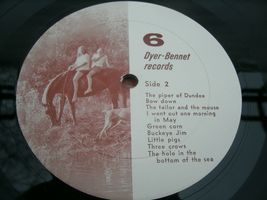 6
Dyer-Bennet
records
Side 2
The piper of Dundee
Bow down
The tailor and the mouse
I went out one morning
in May
Green corn
Buckeye Jim
Little pigs
Three crows
The hole in the
bottom of the sea